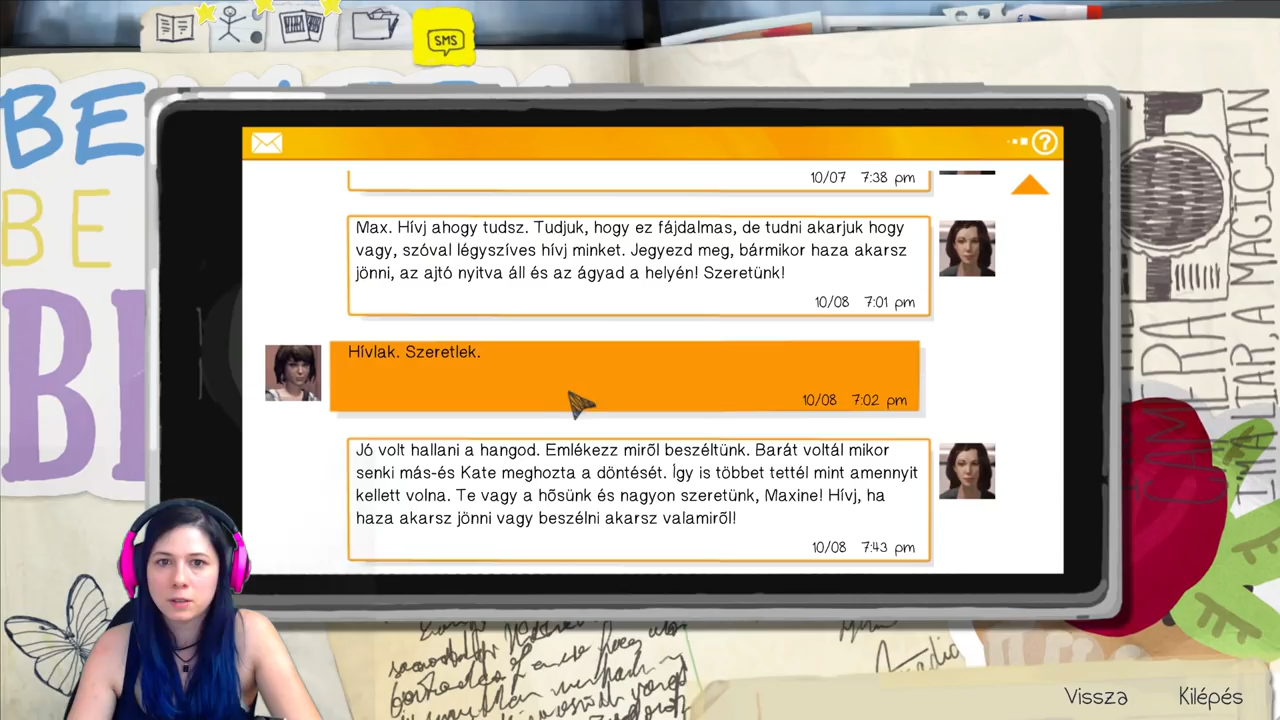 SMS
10/07 7:38 pm
Max. Hívj ahogy tudsz. Tudjuk, hogy ez fájdalmas, de tudni akarjuk hogy
vagy, szóval légyszíves hívj minket. Jegyezd meg, bármikor haza akarsz
jönni, az ajtó nyitva áll és az ágyad a helyén! Szeretünk!
10/08 7:01 pm
Hívlak. Szeretlek.
10/08 7:02 pm
Jó volt hallani a hangod. Emlékezz miről beszéltünk. Barát voltál mikor
senki más-és Kate meghozta a döntését. Így is többet tettél mint amennyit
kellett volna. Te vagy a hősünk és nagyon szeretünk, Maxine! Hívj, ha
haza akarsz jönni vagy beszélni akarsz valamiről!
10/08 7:43 pm
BE
BE
Vissza
Kilépés